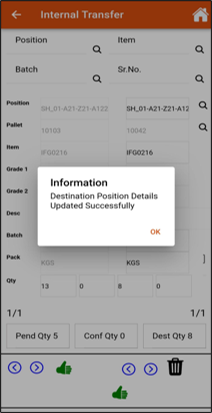 Internal Transfer
Position Item
Batch Sr.No.
Position SH_01-A21-Z21-A122 SH_01-A21-Z21-A12
Pallet 10103 10042
Item IFG0216 IFG0216
Grade 1
Grade 2
Desc
Batch
Pack KGS KGS
Qty 13 0 8 0
Information
Destination Position Details
Updated Successfully
OK
1/1 1/1
Pend Qty 5 Conf Qty 0 Dest Qty 8